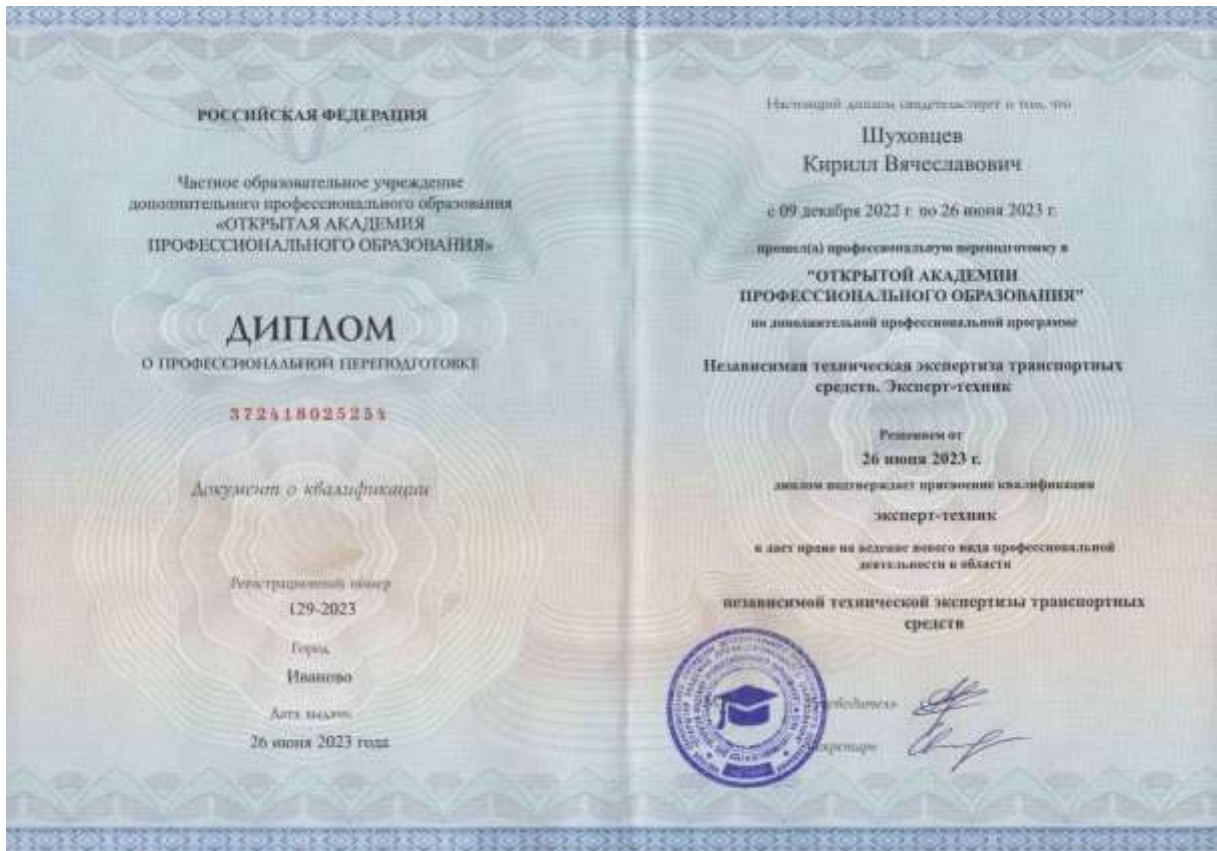 РОССИЙСКАЯ ФЕДЕРАЦИЯ
Частное образовательное учреждение
дополнительного профессионального образования
«ОТКРЫТАЯ АКАДЕМИЯ
ПРОФЕССИОНАЛЬНОГО ОБРАЗОВАНИЯ»
ДИПЛОМ
О ПРОФЕССИОНАЛЬНОЙ ПЕРЕПОДГОТОВКЕ
372418025254
Документ о квалификации
Регистрационный номер
129-2023
Город
Иваново
Дата выдачи
26 июня 2023 года
Настоящий диплом свидетельствует о том, что
Шуховцев
Кирилл Вячеславович
с 09 декабря 2022 г. по 26 июня 2023 г.
прошел(а) профессиональную переподготовку в
"ОТКРЫТОЙ АКАДЕМИИ
ПРОФЕССИОНАЛЬНОГО ОБРАЗОВАНИЯ"
по дополнительной профессиональной программе
Независимая техническая экспертиза транспортных
средств. Эксперт-техник
Решением от
26 июня 2023 г.
диплом подтверждает присвоение квалификации
эксперт-техник
и дает право на ведение нового вида профессиональной
деятельности в области
независимой технической экспертизы транспортных
средств
Руководитель
Секретарь